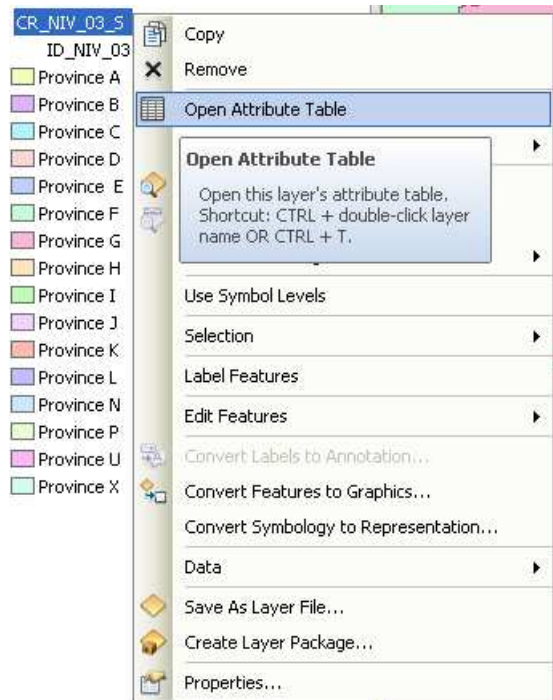 CR_NIV_03_S
ID_NIV_03
Province A
Province B
Province C
Province D
Province E
Province F
Province G
Province H
Province I
Province J
Province K
Province L
Province N
Province P
Province U
Province X
Copy
Remove
Open Attribute Table
Open Attribute Table
Open this layer's attribute table.
Shortcut: CTRL + double-click layer
name OR CTRL + T.
Use Symbol Levels
Selection
Label Features
Edit Features
Convert Labels to Annotation...
Convert Features to Graphics...
Convert Symbology to Representation...
Data
Save As Layer File...
Create Layer Package...
Properties...